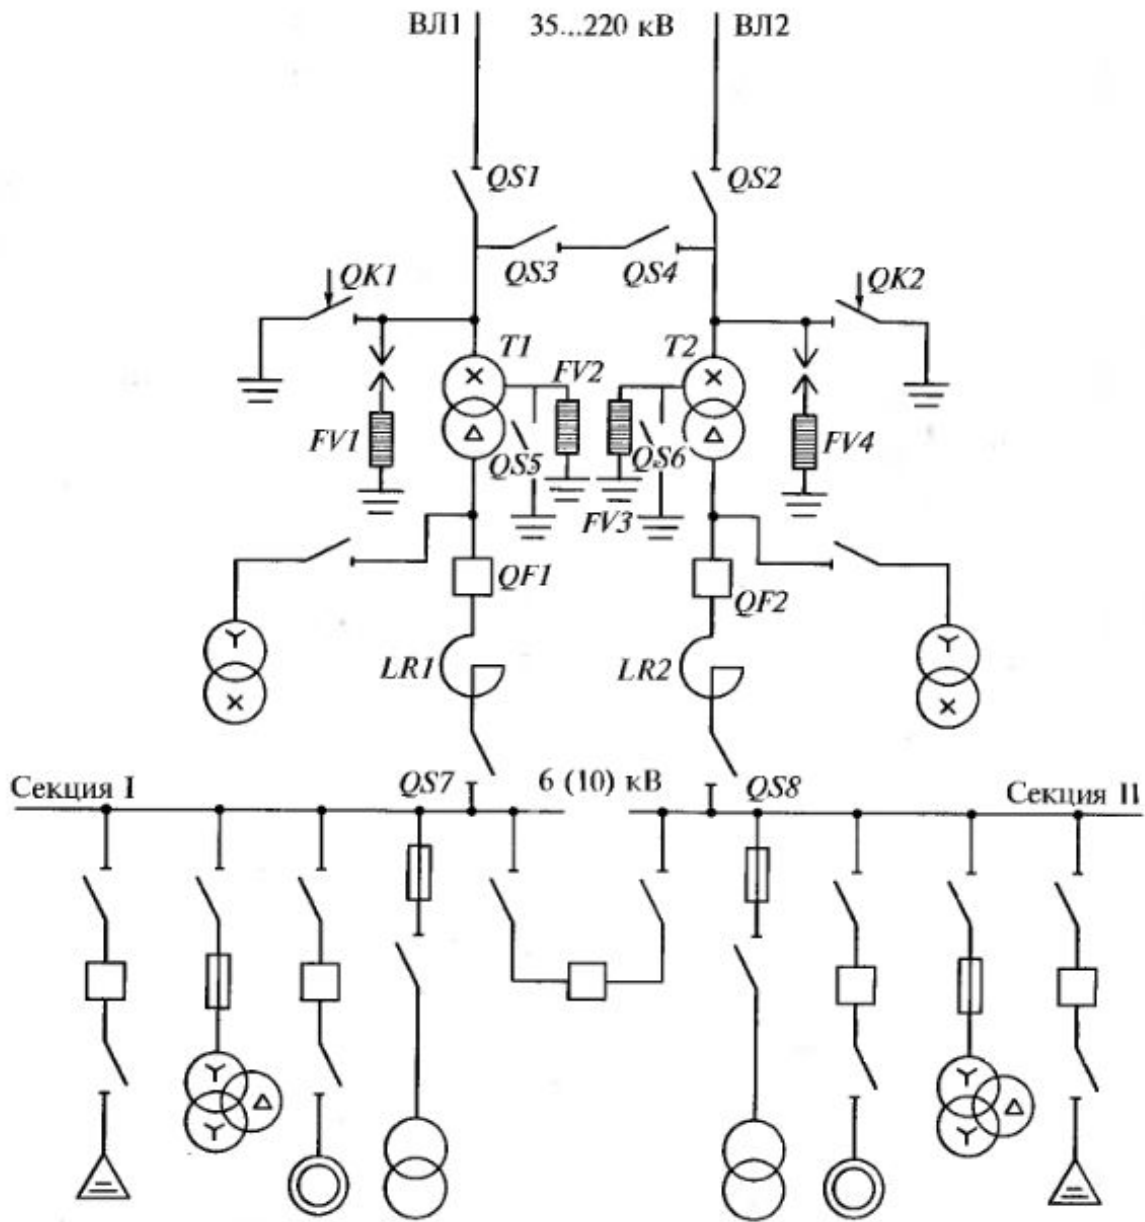 ВЛ1 35...220 кВ ВЛ2
QS1 QS2
QS3 QS4
QK1 QK2
T1 T2
FV2
FV1 QS5 QS6 FV4
FV3
QF1 QF2
LR1 LR2
Секция I QS7 6 (10) кВ QS8 Секция II